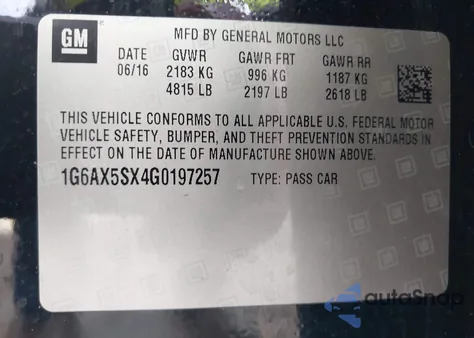 GM
MFD BY GENERAL MOTORS LLC
DATE GVWR GAWR FRT GAWR RR
06/16 2183 KG 996 KG 1187 KG
4815 LB 2197 LB 2618 LB
THIS VEHICLE CONFORMS TO ALL APPLICABLE U.S. FEDERAL MOTOR
VEHICLE SAFETY, BUMPER, AND THEFT PREVENTION STANDARDS IN
EFFECT ON THE DATE OF MANUFACTURE SHOWN ABOVE.
1G6AX5SX4G0197257 TYPE: PASS CAR
autoSnap